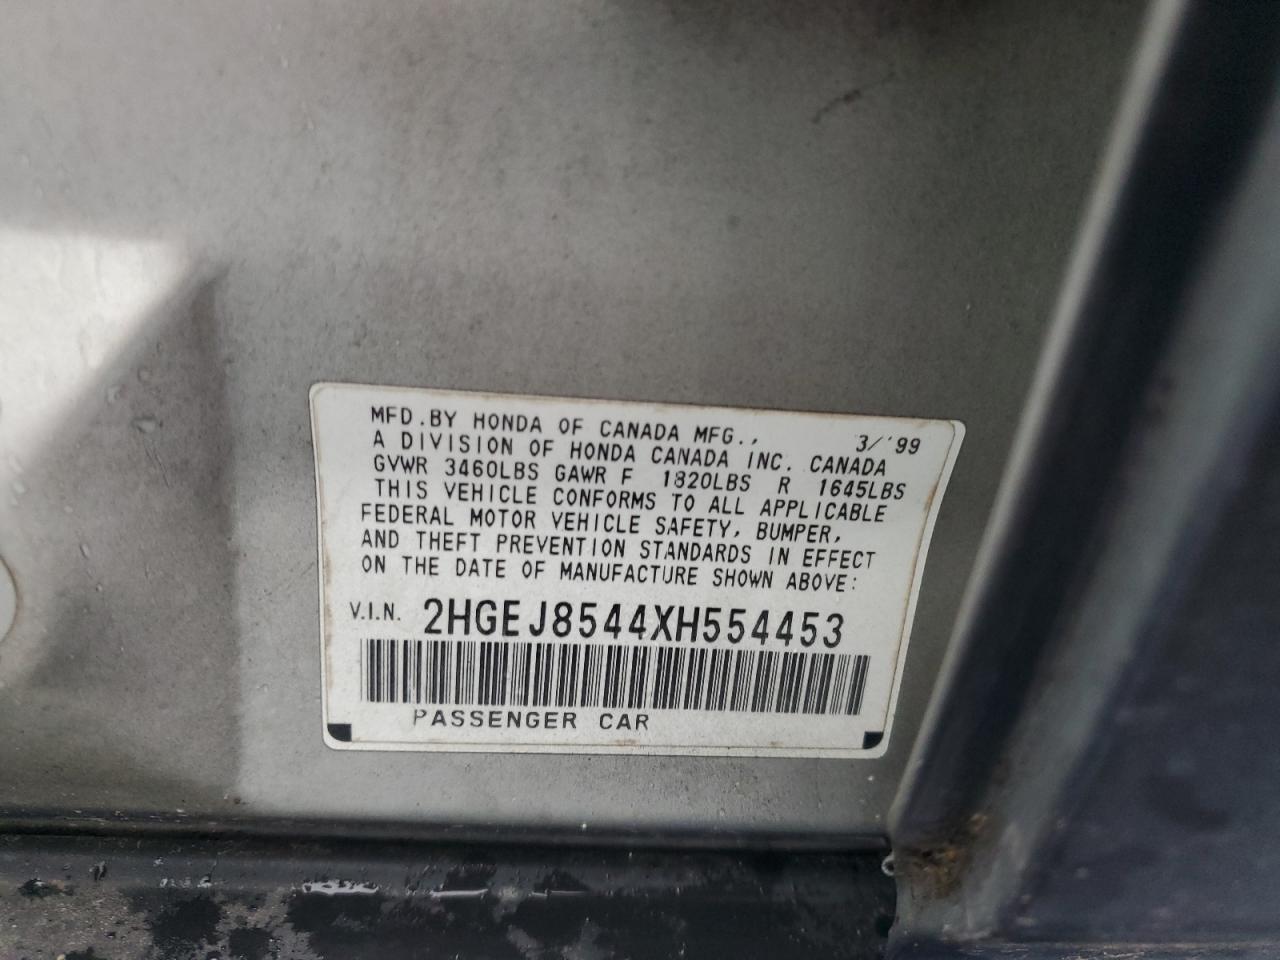 MFD.BY HONDA OF CANADA MFG., 3/'99
A DIVISION OF HONDA CANADA INC. CANADA
GVWR 3460LBS GAWR F 1820LBS R 1645LBS
THIS VEHICLE CONFORMS TO ALL APPLICABLE
FEDERAL MOTOR VEHICLE SAFETY, BUMPER,
AND THEFT PREVENTION STANDARDS IN EFFECT
ON THE DATE OF MANUFACTURE SHOWN ABOVE:
V.I.N. 2HGEJ8544XH554453
PASSENGER CAR